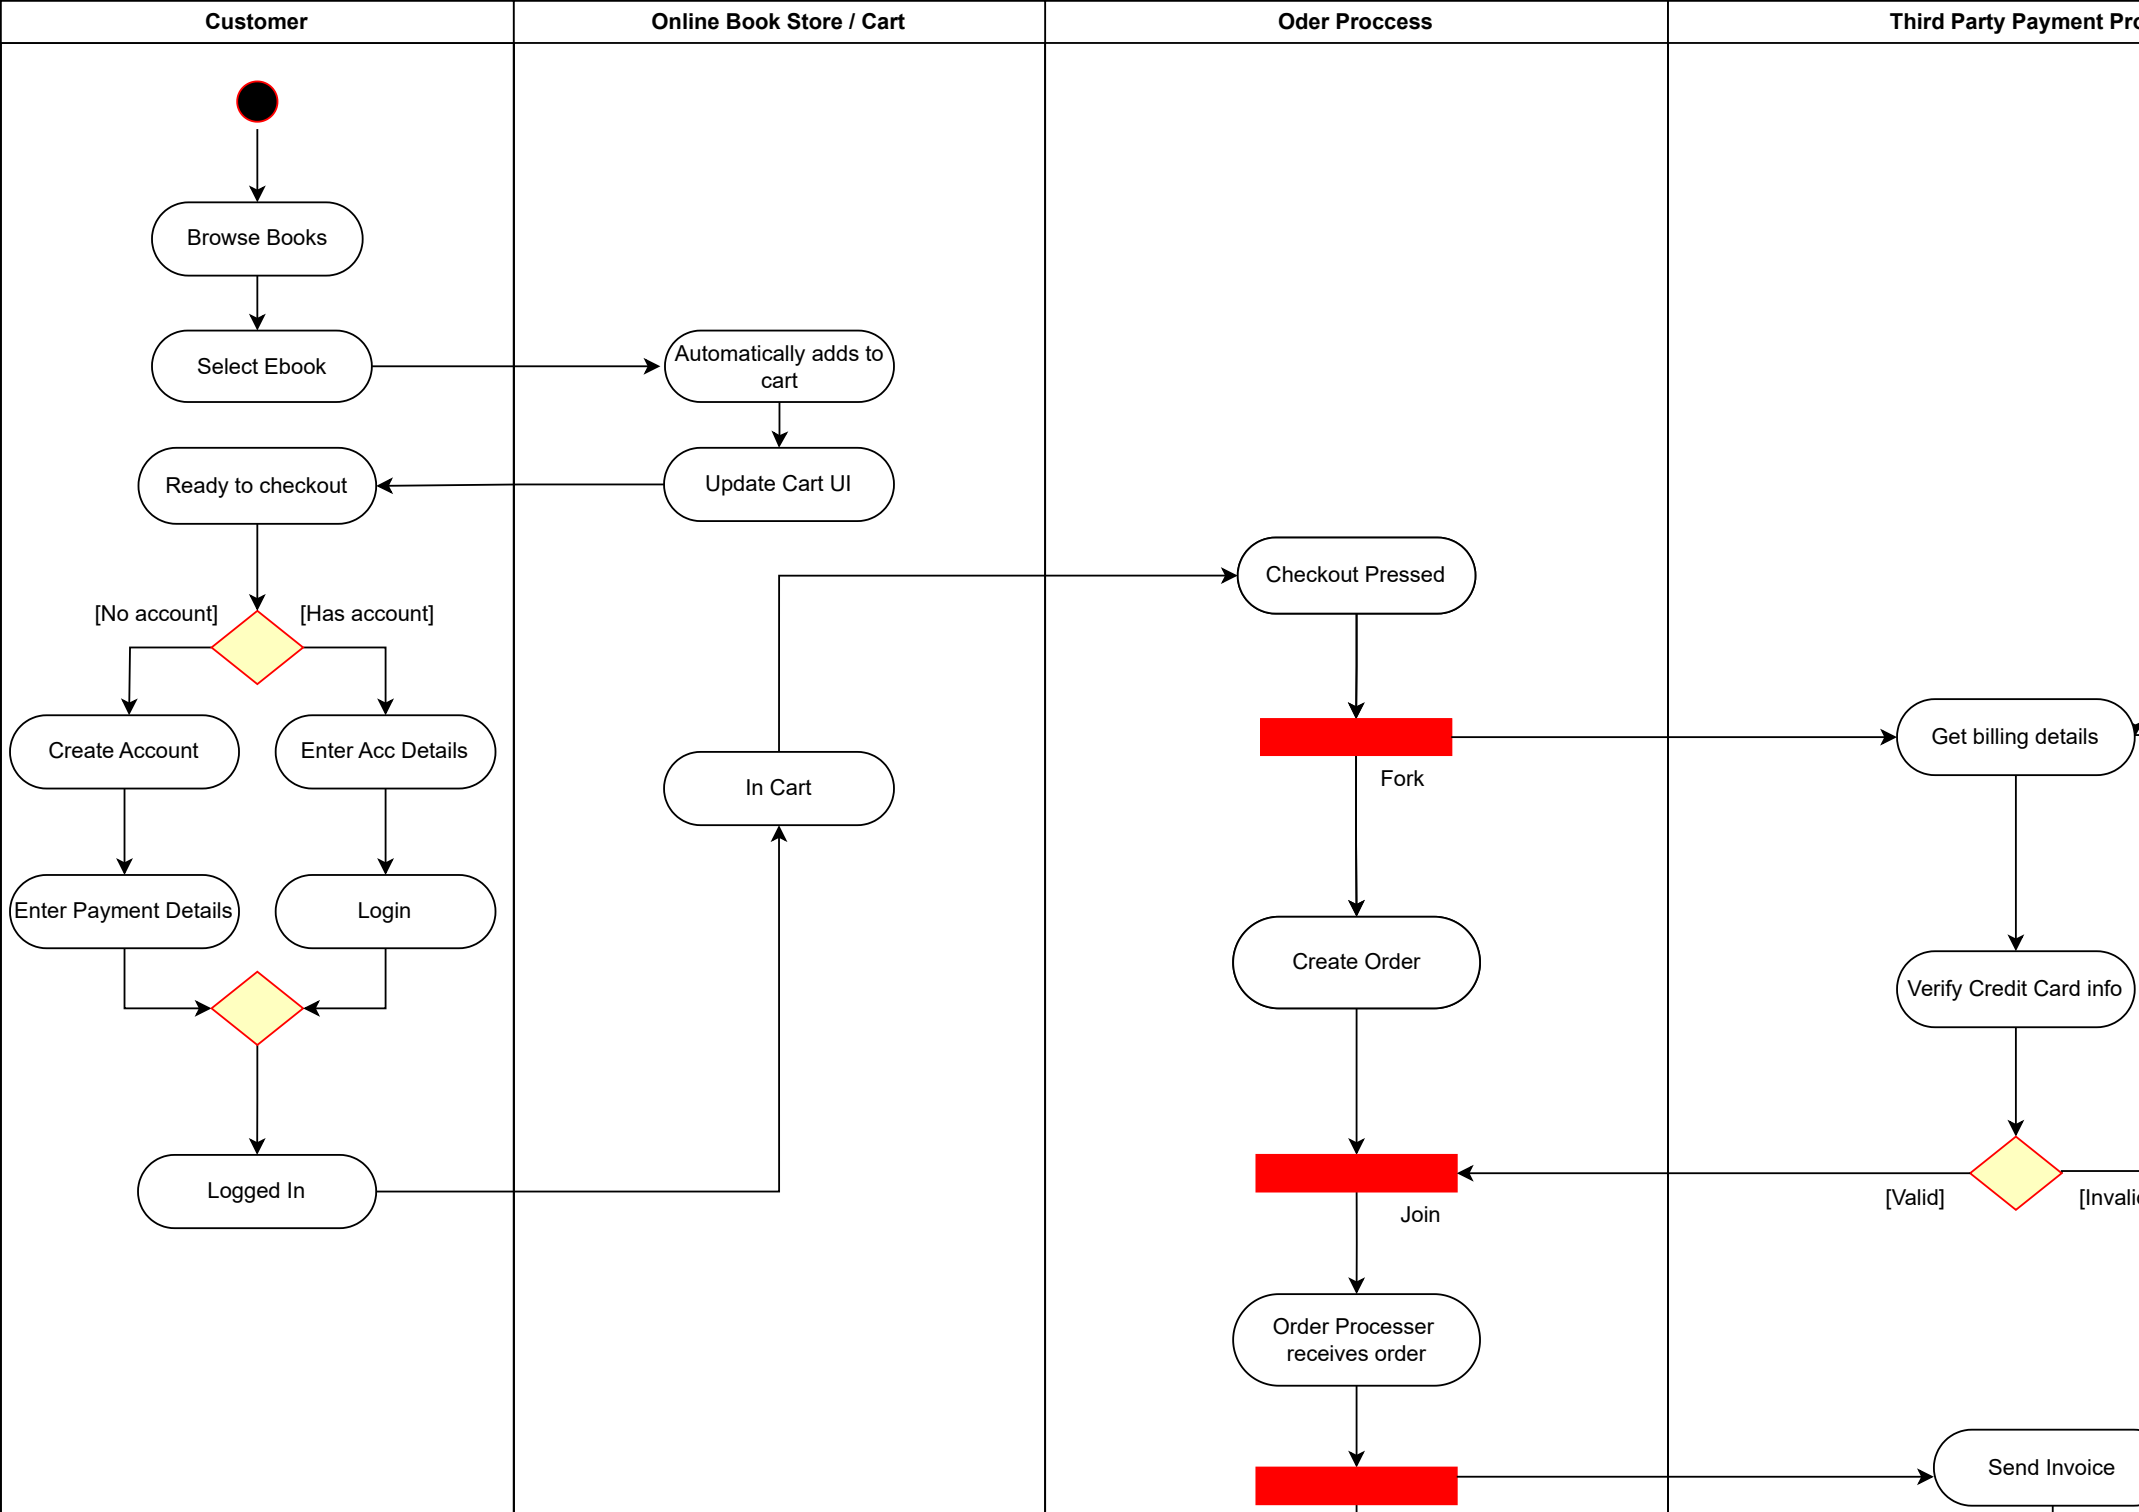 Customer
Online Book Store / Cart
Oder Proccess
Third Party Payment
Browse Books
Select Ebook
Automatically adds to
cart
Ready to checkout
Update Cart UI
Checkout Pressed
[No account]
[Has account]
Create Account
Enter Acc Details
In Cart
Fork
Get billing details
Enter Payment Details
Login
Create Order
Verify Credit Card info
Logged In
Join
[Valid]
Order Processer
receives order
Send Invoice